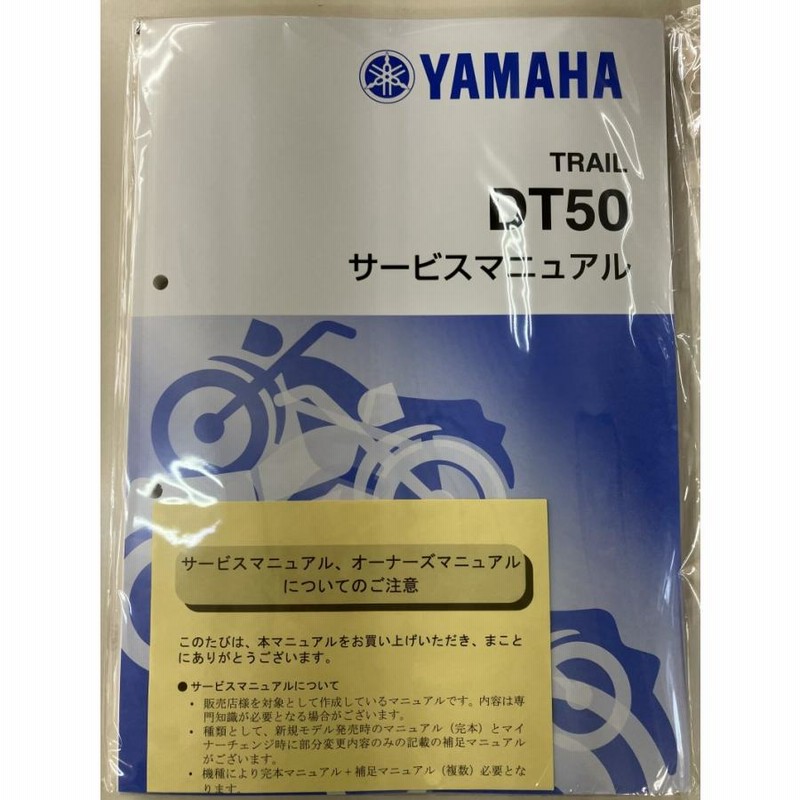 YAMAHA
TRAIL
DT50
サービスマニュアル
サービスマニュアル、オーナーズマニュアル
についてのご注意
このたびは、本マニュアルをお買い上げいただき、まこと
にありがとうございます。
●サービスマニュアルについて
・ 販売店様を対象として作成しているマニュアルです。内容は専
門知識が必要となる場合がございます。
・ 種類として、新規モデル発売時のマニュアル（完本）とマイ
ナーチェンジ時に部分変更内容のみの記載の補足マニュアル
がございます。
・ 機種により完本マニュアル＋補足マニュアル（複数）必要とな
ります。